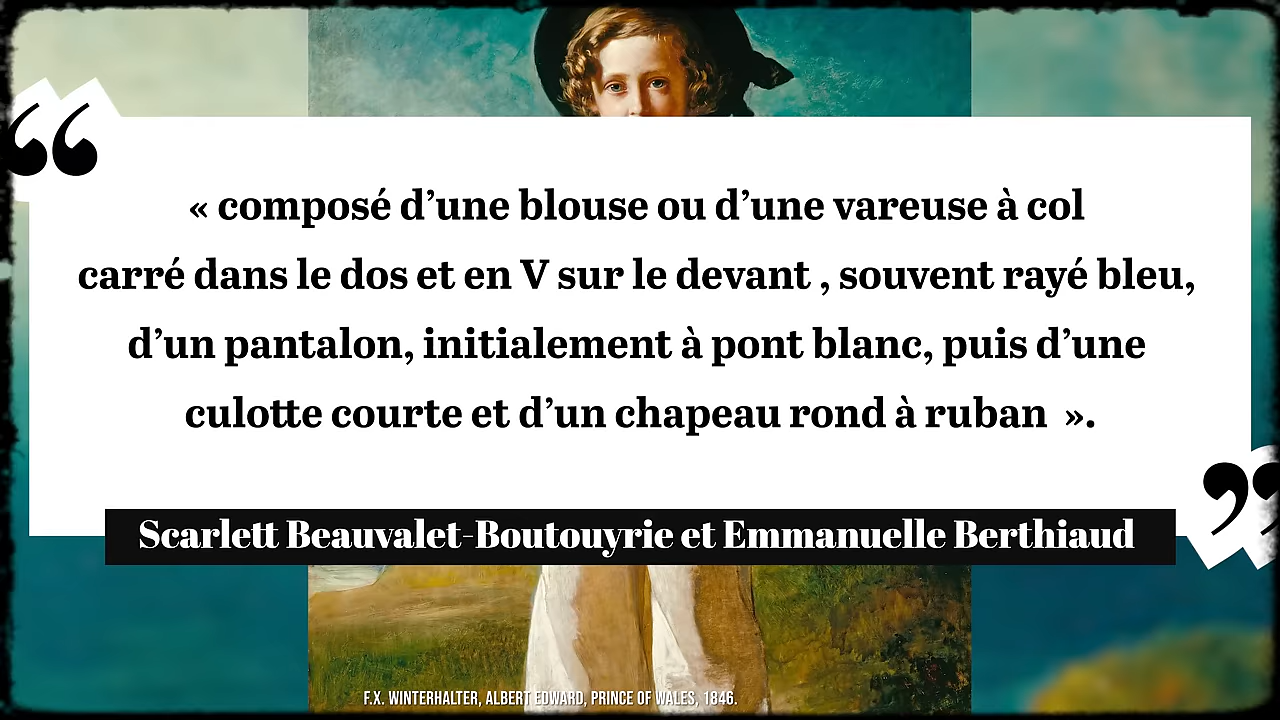 « composé d’une blouse ou d’une vareuse à col
carré dans le dos et en V sur le devant , souvent rayé bleu,
d’un pantalon, initialement à pont blanc, puis d’une
culotte courte et d’un chapeau rond à ruban  ».
Scarlett Beauvalet-Boutouyrie et Emmanuelle Berthiaud
F.X. WINTERHALTER, ALBERT EDWARD, PRINCE OF WALES, 1846.